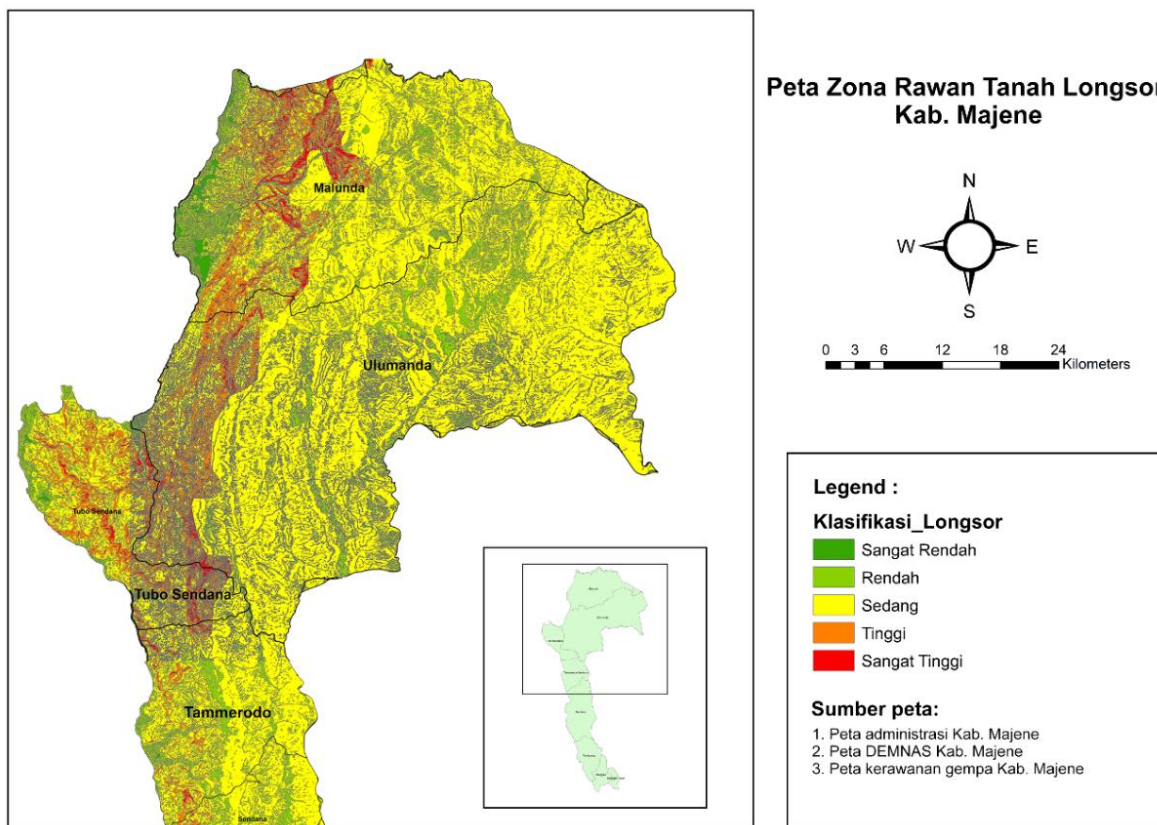 Peta Zona Rawan Tanah Longsor
Kab. Majene
N
W
E
S
0 3 6 12 18 24
Kilometers
Malunda
Ulumanda
Tubo Sendana
Tubo Sendana
Tammerodo
Sendana
Legend :
Klasifikasi_Longsor
Sangat Rendah
Rendah
Sedang
Tinggi
Sangat Tinggi
Sumber peta:
1. Peta administrasi Kab. Majene
2. Peta DEMNAS Kab. Majene
3. Peta kerawanan gempa Kab. Majene